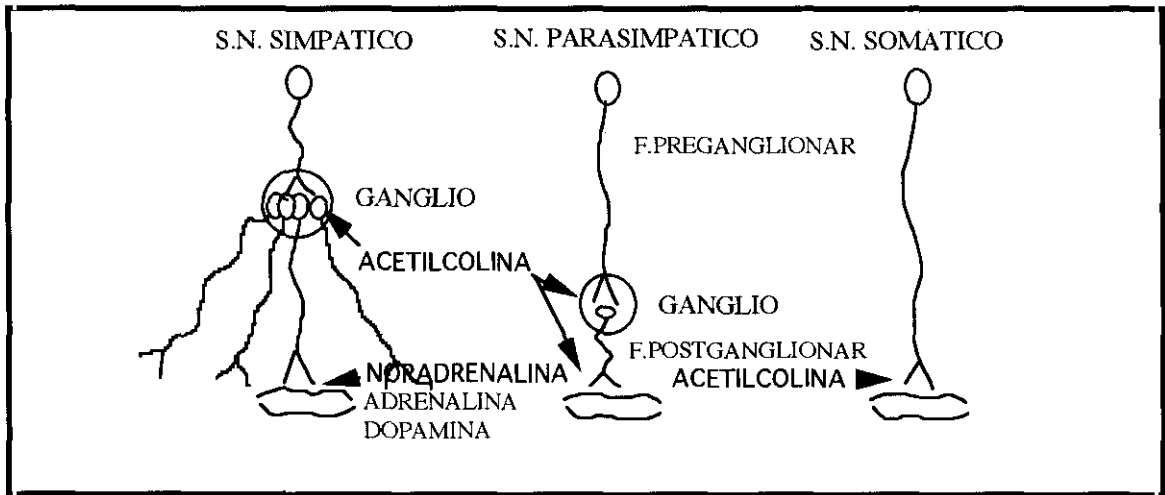 S.N. SIMPATICO
S.N. PARASIMPATICO
S.N. SOMATICO
F.PREGANGLIONAR
GANGLIO
ACETILCOLINA
GANGLIO
F.POSTGANGLIONAR
NORADRENALINA
ACETILCOLINA
ADRENALINA
DOPAMINA